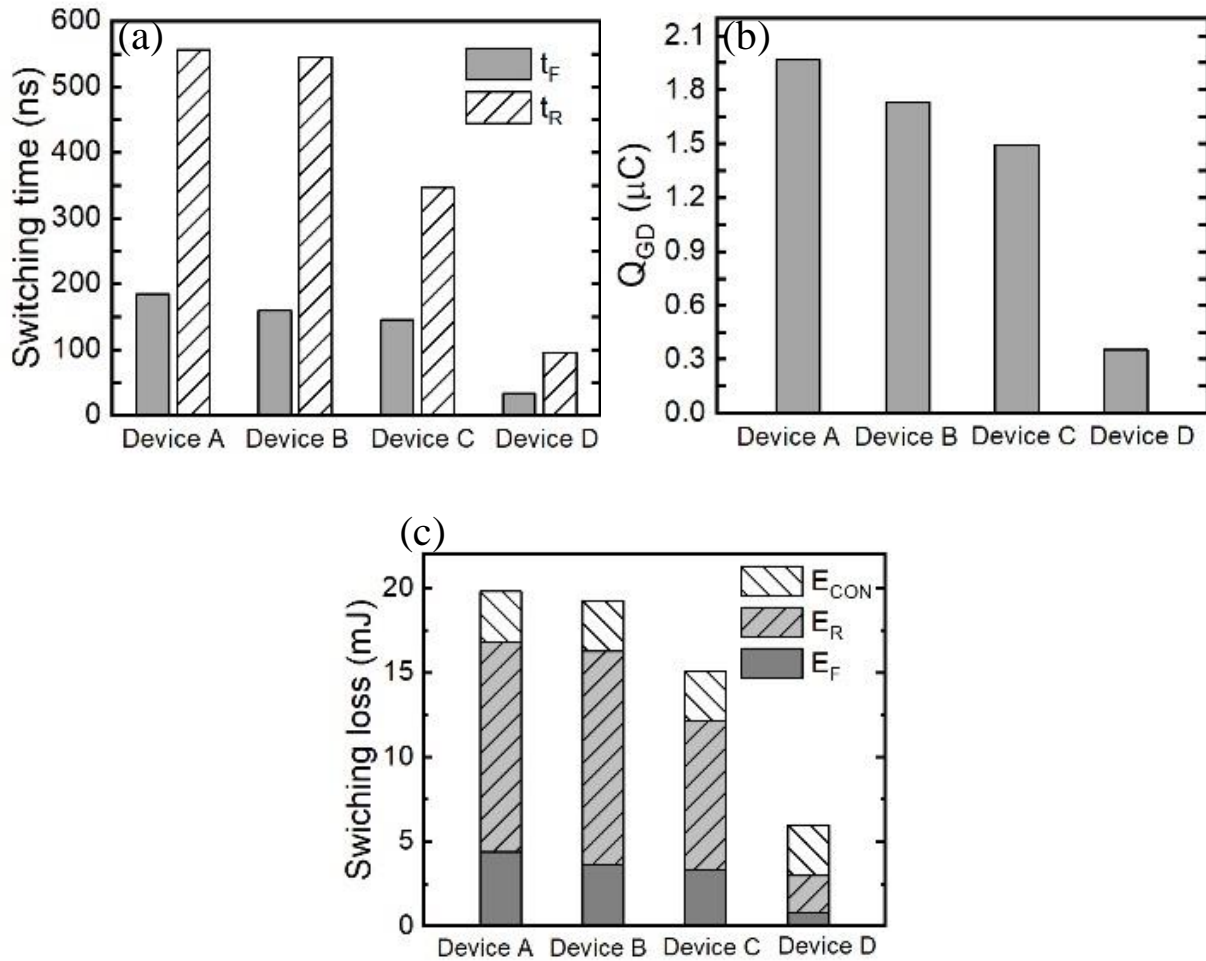 (a)
Switching time (ns)
600
500
400
300
200
100
0
t_F
t_R
Device A Device B Device C Device D
(b)
Q_GD (μC)
2.1
1.8
1.5
1.2
0.9
0.6
0.3
0.0
Device A Device B Device C Device D
(c)
Swiching loss (mJ)
20
15
10
5
0
E_CON
E_R
E_F
Device A Device B Device C Device D